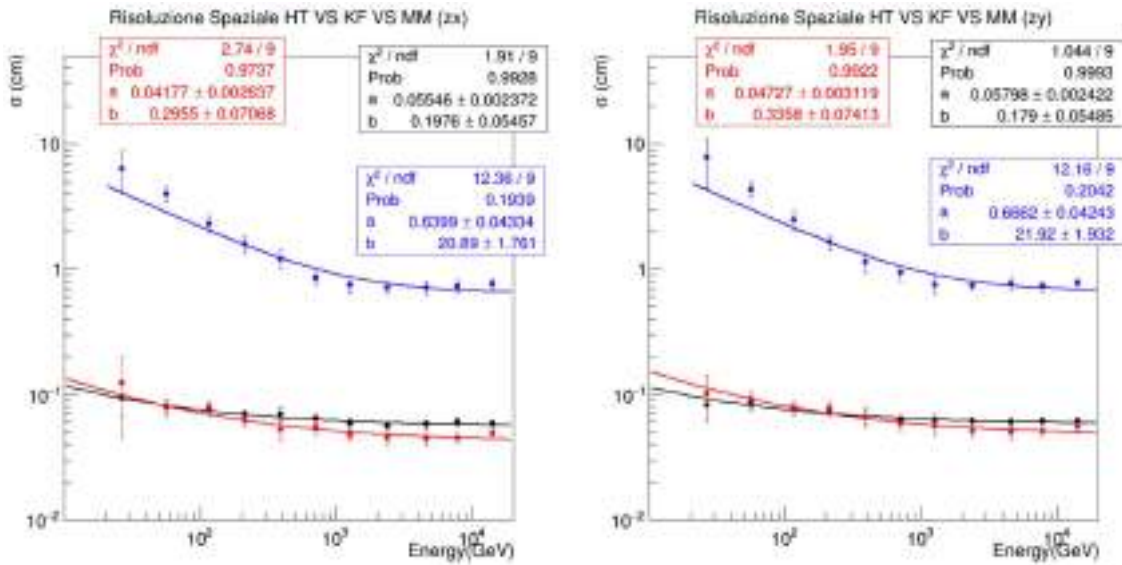 Risoluzione Spaziale HT VS KF VS MM (zx)
σ (cm)
χ² / ndf 2.74 / 9
Prob 0.9737
a 0.04177 ± 0.002637
b 0.2955 ± 0.07068
χ² / ndf 1.91 / 9
Prob 0.9928
a 0.05546 ± 0.002372
b 0.1976 ± 0.05457
χ² / ndf 12.36 / 9
Prob 0.1939
a 0.6399 ± 0.04334
b 20.89 ± 1.761
10
1
10⁻¹
10⁻²
10² 10³ 10⁴
Energy(GeV)
Risoluzione Spaziale HT VS KF VS MM (zy)
σ (cm)
χ² / ndf 1.95 / 9
Prob 0.9922
a 0.04727 ± 0.003119
b 0.3358 ± 0.07413
χ² / ndf 1.044 / 9
Prob 0.9993
a 0.05798 ± 0.002422
b 0.179 ± 0.05485
χ² / ndf 12.16 / 9
Prob 0.2042
a 0.6662 ± 0.04243
b 21.92 ± 1.932
10
1
10⁻¹
10⁻²
10² 10³ 10⁴
Energy(GeV)